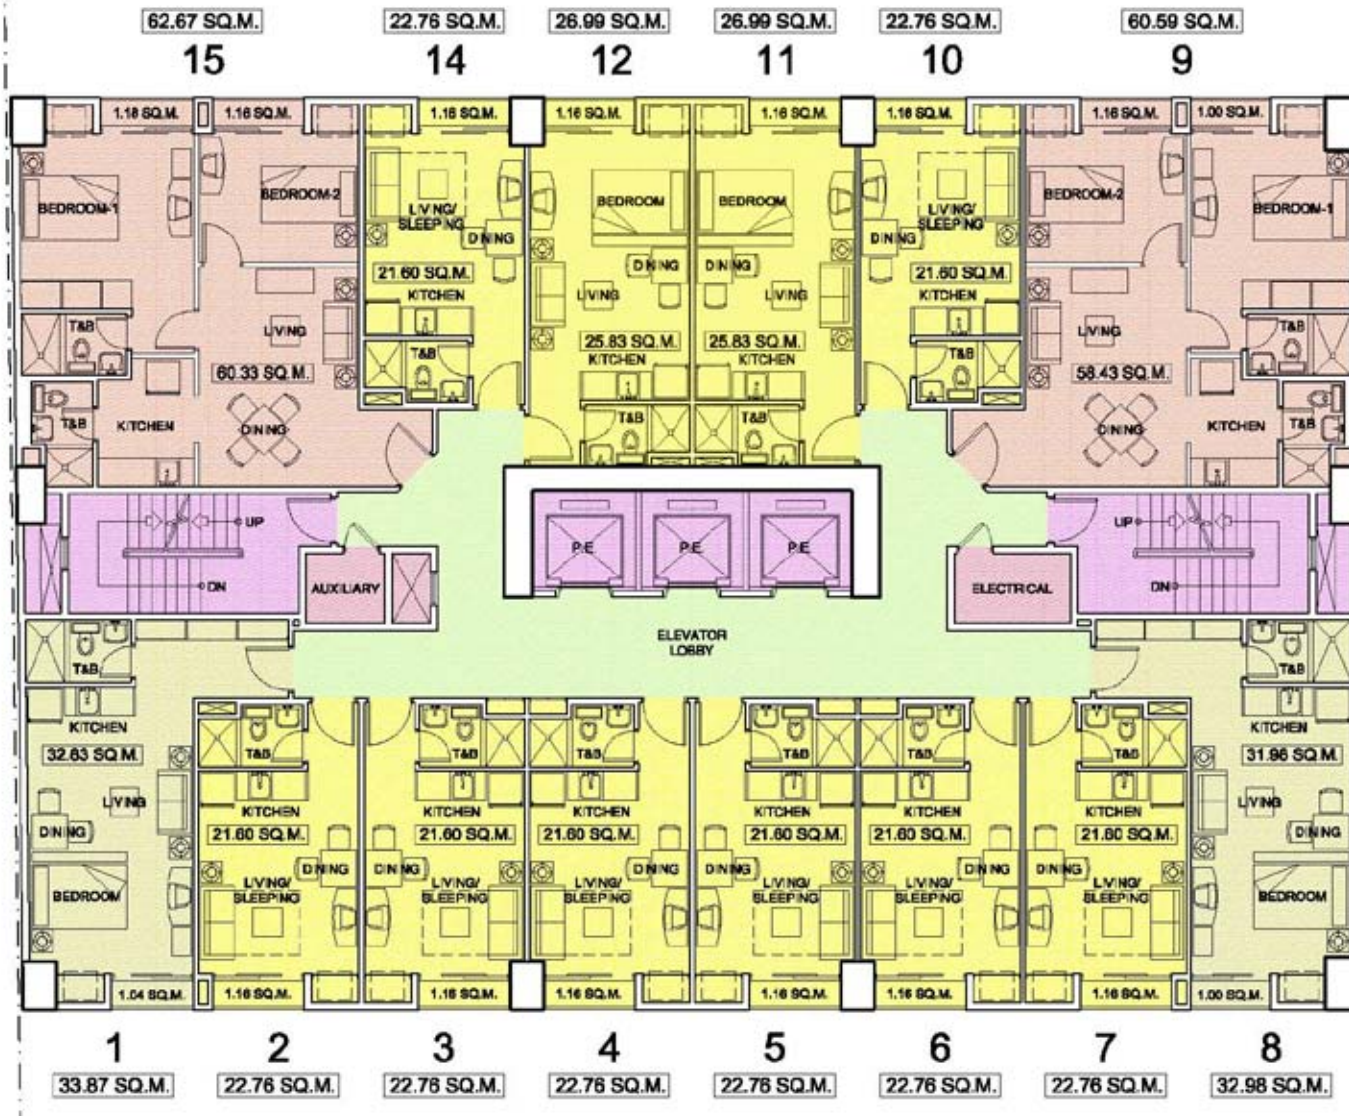 62.67 SQ.M. 22.76 SQ.M. 26.99 SQ.M. 26.99 SQ.M. 22.76 SQ.M. 60.59 SQ.M.
15 14 12 11 10 9
1.18 SQ.M. 1.16 SQ.M. 1.16 SQ.M. 1.16 SQ.M. 1.16 SQ.M. 1.16 SQ.M. 1.16 SQ.M. 1.00 SQ.M.
BEDROOM-1 BEDROOM-2 BEDROOM BEDROOM BEDROOM-2 BEDROOM-1
LIVING/ LIVING/
SLEEPING SLEEPING
DINING DINING
DINING DINING
21.60 SQ.M. 21.60 SQ.M.
KITCHEN LIVING LIVING KITCHEN
T&B LIVING LIVING T&B
25.83 SQ.M. 25.83 SQ.M.
T&B KITCHEN KITCHEN T&B
60.33 SQ.M. 58.43 SQ.M.
T&B KITCHEN DINING T&B T&B DINING KITCHEN T&B
UP P.E P.E P.E UP
DN AUXILIARY ELECTRICAL DN
ELEVATOR
LOBBY
T&B T&B
KITCHEN KITCHEN
32.83 SQ.M. T&B T&B T&B T&B T&B T&B 31.98 SQ.M.
LIVING LIVING
KITCHEN KITCHEN KITCHEN KITCHEN KITCHEN KITCHEN
DINING 21.60 SQ.M. 21.60 SQ.M. 21.60 SQ.M. 21.60 SQ.M. 21.60 SQ.M. 21.60 SQ.M. DINING
DINING DINING DINING DINING DINING DINING
BEDROOM LIVING/ LIVING/ LIVING/ LIVING/ LIVING/ LIVING/ BEDROOM
SLEEPING SLEEPING SLEEPING SLEEPING SLEEPING SLEEPING
1.04 SQ.M. 1.16 SQ.M. 1.16 SQ.M. 1.16 SQ.M. 1.16 SQ.M. 1.16 SQ.M. 1.16 SQ.M. 1.00 SQ.M.
1 2 3 4 5 6 7 8
33.87 SQ.M. 22.76 SQ.M. 22.76 SQ.M. 22.76 SQ.M. 22.76 SQ.M. 22.76 SQ.M. 22.76 SQ.M. 32.98 SQ.M.